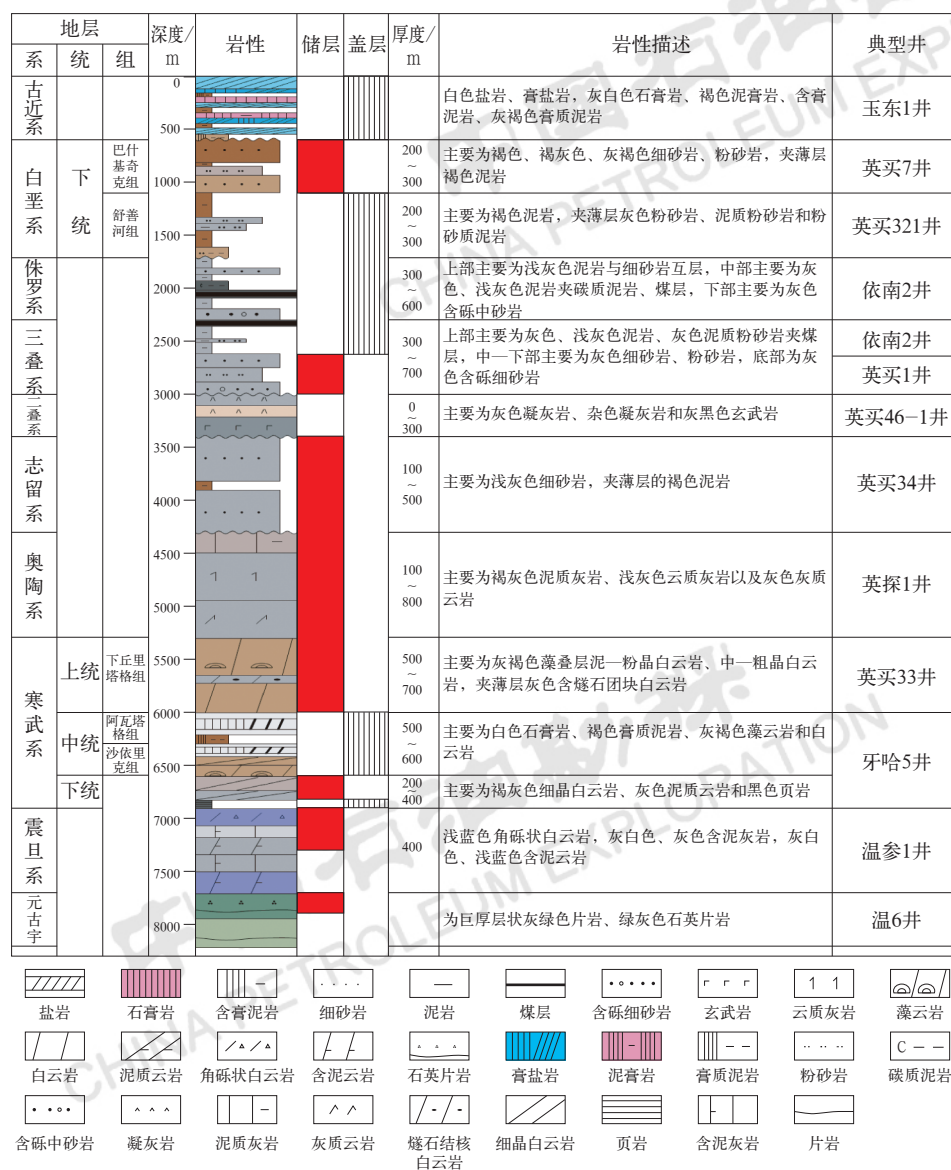 地层
深度/
m
岩性
储层
盖层
厚度/
m
岩性描述
典型井
系
统
组
古近系
白色盐岩、膏盐岩，灰白色石膏岩、褐色泥膏岩、含膏
泥岩、灰褐色膏质泥岩
玉东1井
白垩系
下统
巴什
基奇
克组
200
~
300
主要为褐色、褐灰色、灰褐色细砂岩、粉砂岩，夹薄层
褐色泥岩
英买7井
舒善
河组
200
~
300
主要为褐色泥岩，夹薄层灰色粉砂岩、泥质粉砂岩和粉
砂质泥岩
英买321井
侏罗系
300
~
600
上部主要为浅灰色泥岩与细砂岩互层，中部主要为灰
色、浅灰色泥岩夹碳质泥岩、煤层，下部主要为灰色
含砾中砂岩
依南2井
三叠系
300
~
700
上部主要为灰色、浅灰色泥岩、灰色泥质粉砂岩夹煤
层，中—下部主要为灰色细砂岩、粉砂岩，底部为灰
色含砾细砂岩
依南2井
英买1井
二叠系
0
~
300
主要为灰色凝灰岩、杂色凝灰岩和灰黑色玄武岩
英买46-1井
志留系
100
~
500
主要为浅灰色细砂岩，夹薄层的褐色泥岩
英买34井
奥陶系
100
~
800
主要为褐灰色泥质灰岩、浅灰色云质灰岩以及灰色灰质
云岩
英探1井
寒武系
上统
下丘里
塔格组
500
~
700
主要为灰褐色藻叠层泥—粉晶白云岩、中—粗晶白云
岩，夹薄层灰色含燧石团块白云岩
英买33井
中统
阿瓦塔
格组
沙依里
克组
500
~
600
主要为白色石膏岩、褐色膏质泥岩、灰褐色藻云岩和白
云岩
牙哈5井
下统
200
~
400
主要为褐灰色细晶白云岩、灰色泥质云岩和黑色页岩
震旦系
400
浅蓝色角砾状白云岩，灰白色、灰色含泥灰岩，灰白
色、浅蓝色含泥云岩
温参1井
元古宇
为巨厚层状灰绿色片岩、绿灰色石英片岩
温6井
0
500
1000
1500
2000
2500
3000
3500
4000
4500
5000
5500
6000
6500
7000
7500
8000
盐岩 石膏岩 含膏泥岩 细砂岩 泥岩 煤层 含砾细砂岩 玄武岩 云质灰岩 藻云岩
C
白云岩 泥质云岩 角砾状白云岩 含泥云岩 石英片岩 膏盐岩 泥膏岩 膏质泥岩 粉砂岩 碳质泥岩
含砾中砂岩 凝灰岩 泥质灰岩 灰质云岩 燧石结核 细晶白云岩 页岩 含泥灰岩 片岩
白云岩
CHINA PETROLEUM EXPLORATION